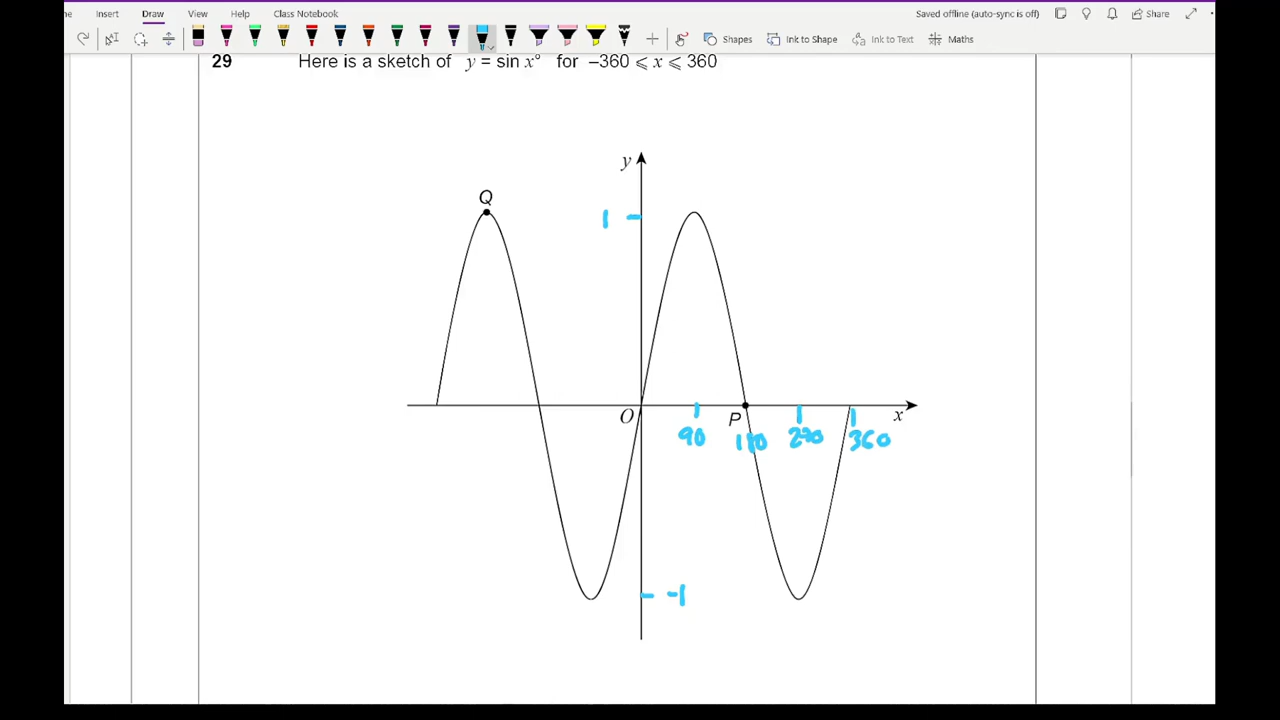 Insert Draw View Help Class Notebook Saved offline (auto-sync is off) Share
Shapes Ink to Shape Ink to Text Maths
29 Here is a sketch of y = sin x° for –360 ⩽ x ⩽ 360
y
Q
1
O P x
90 180 270 360
-1